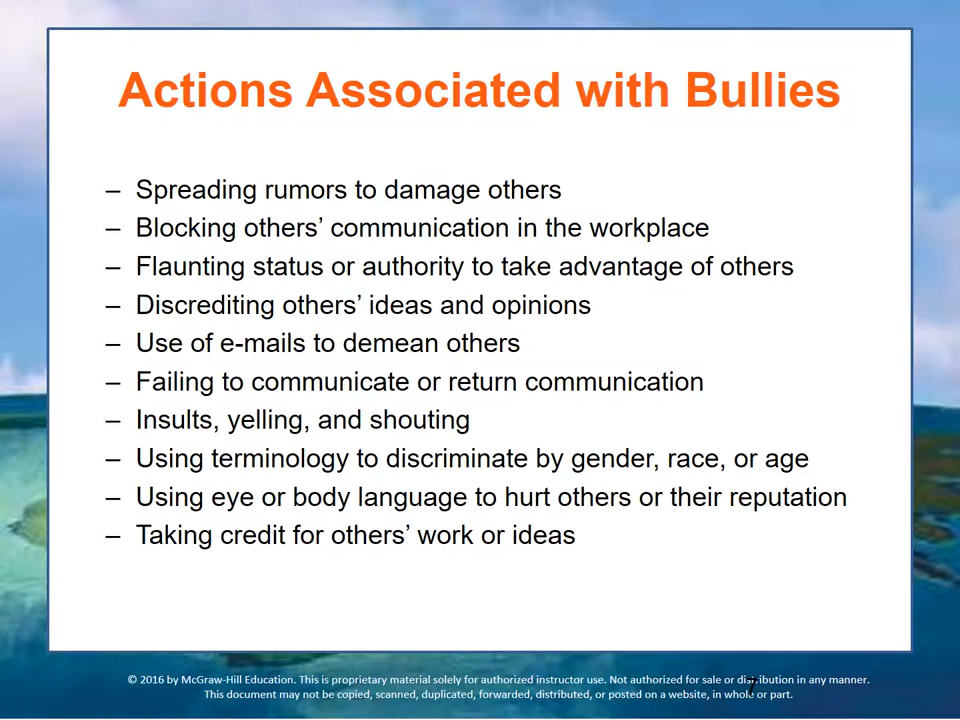 Actions Associated with Bullies
– Spreading rumors to damage others
– Blocking others’ communication in the workplace
– Flaunting status or authority to take advantage of others
– Discrediting others’ ideas and opinions
– Use of e-mails to demean others
– Failing to communicate or return communication
– Insults, yelling, and shouting
– Using terminology to discriminate by gender, race, or age
– Using eye or body language to hurt others or their reputation
– Taking credit for others’ work or ideas
© 2016 by McGraw-Hill Education. This is proprietary material solely for authorized instructor use. Not authorized for sale or distribution in any manner.
This document may not be copied, scanned, duplicated, forwarded, distributed, or posted on a website, in whole or part.
7